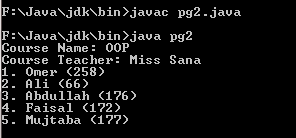 F:\Java\jdk\bin>javac pg2.java
F:\Java\jdk\bin>java pg2
Course Name: OOP
Course Teacher: Miss Sana
1. Omer (258)
2. Ali (66)
3. Abdullah (176)
4. Faisal (172)
5. Mujtaba (177)